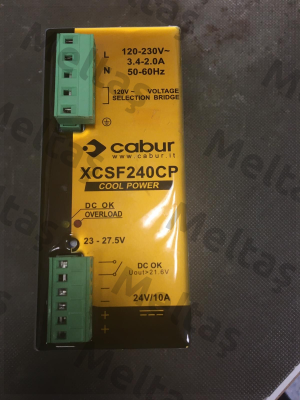 L
N
120-230V~
3.4-2.0A
50-60Hz
120V~ VOLTAGE
SELECTION BRIDGE
cabur
www.cabur.it
XCSF240CP
COOL POWER
DC OK
OVERLOAD
23 - 27.5V
DC OK
Uout>21.6V
24V/10A
Meltaş
Meltaş
Meltaş
Meltaş
Meltaş